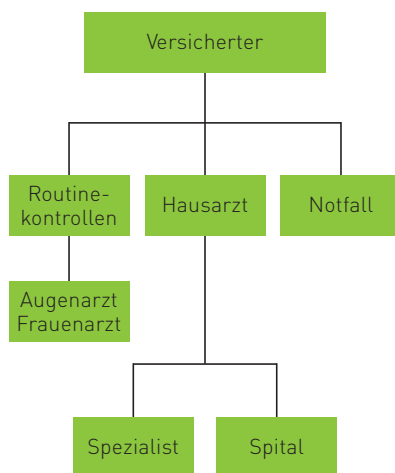 Versicherter
Routine-
kontrollen
Hausarzt
Notfall
Augenarzt
Frauenarzt
Spezialist
Spital